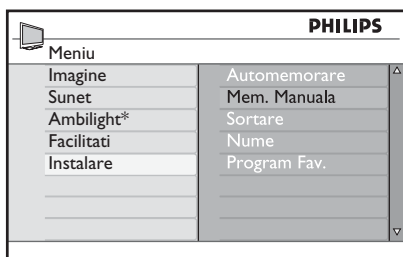 PHILIPS
Meniu
Imagine
Sunet
Ambilight*
Facilitati
Instalare
Automemorare
Mem. Manuala
Sortare
Nume
Program Fav.